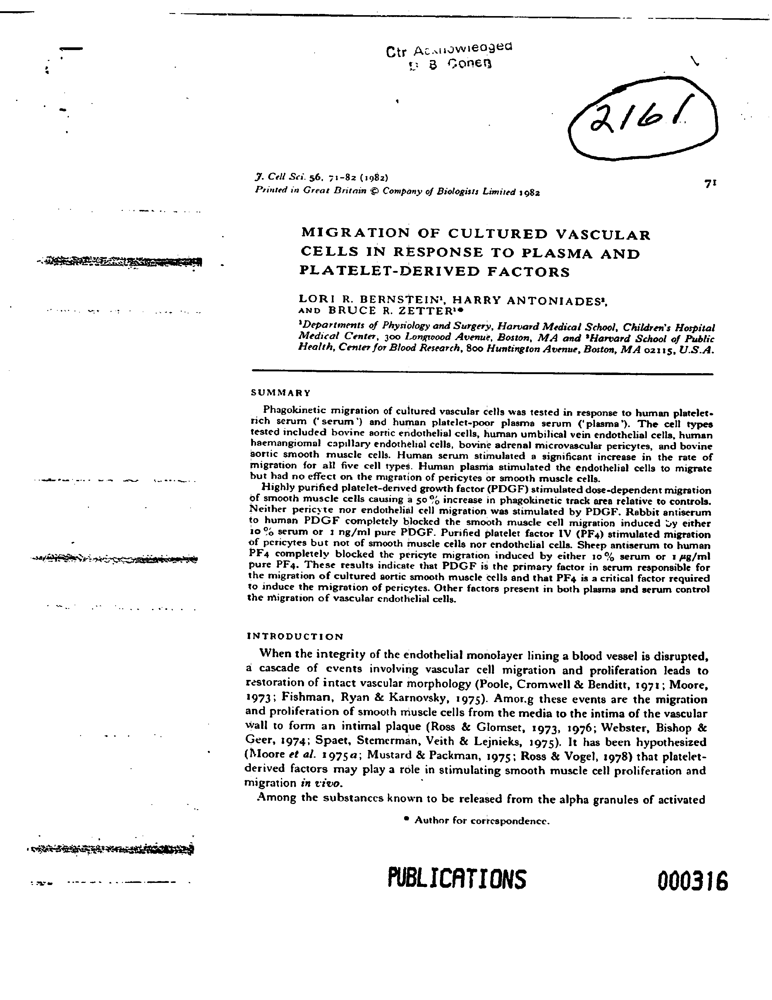 Ctr Acknowledged
B Conen
2161
J. Cell Sci. 56, 71-82 (1982)
71
Printed in Great Britain © Company of Biologists Limited 1982
MIGRATION OF CULTURED VASCULAR
CELLS IN RESPONSE TO PLASMA AND
PLATELET-DERIVED FACTORS
LORI R. BERNSTEIN¹, HARRY ANTONIADES²,
AND BRUCE R. ZETTER¹*
¹Departments of Physiology and Surgery, Harvard Medical School, Children's Hospital
Medical Center, 300 Longwood Avenue, Boston, MA and ²Harvard School of Public
Health, Center for Blood Research, 800 Huntington Avenue, Boston, MA 02115, U.S.A.
SUMMARY
Phagokinetic migration of cultured vascular cells was tested in response to human platelet-
rich serum ('serum') and human platelet-poor plasma serum ('plasma'). The cell types
tested included bovine aortic endothelial cells, human umbilical vein endothelial cells, human
haemangiomal capillary endothelial cells, bovine adrenal microvascular pericytes, and bovine
aortic smooth muscle cells. Human serum stimulated a significant increase in the rate of
migration for all five cell types. Human plasma stimulated the endothelial cells to migrate
but had no effect on the migration of pericytes or smooth muscle cells.
Highly purified platelet-derived growth factor (PDGF) stimulated dose-dependent migration
of smooth muscle cells causing a 50% increase in phagokinetic track area relative to controls.
Neither pericyte nor endothelial cell migration was stimulated by PDGF. Rabbit antiserum
to human PDGF completely blocked the smooth muscle cell migration induced by either
10% serum or 1 ng/ml pure PDGF. Purified platelet factor IV (PF4) stimulated migration
of pericytes but not of smooth muscle cells nor endothelial cells. Sheep antiserum to human
PF4 completely blocked the pericyte migration induced by either 10% serum or 1 μg/ml
pure PF4. These results indicate that PDGF is the primary factor in serum responsible for
the migration of cultured aortic smooth muscle cells and that PF4 is a critical factor required
to induce the migration of pericytes. Other factors present in both plasma and serum control
the migration of vascular endothelial cells.
INTRODUCTION
When the integrity of the endothelial monolayer lining a blood vessel is disrupted,
a cascade of events involving vascular cell migration and proliferation leads to
restoration of intact vascular morphology (Poole, Cromwell & Benditt, 1971; Moore,
1973; Fishman, Ryan & Karnovsky, 1975). Among these events are the migration
and proliferation of smooth muscle cells from the media to the intima of the vascular
wall to form an intimal plaque (Ross & Glomset, 1973, 1976; Webster, Bishop &
Geer, 1974; Spaet, Stemerman, Veith & Lejnieks, 1975). It has been hypothesized
(Moore et al. 1975a; Mustard & Packman, 1975; Ross & Vogel, 1978) that platelet-
derived factors may play a role in stimulating smooth muscle cell proliferation and
migration in vivo.
Among the substances known to be released from the alpha granules of activated
* Author for correspondence.
PUBLICATIONS
000316